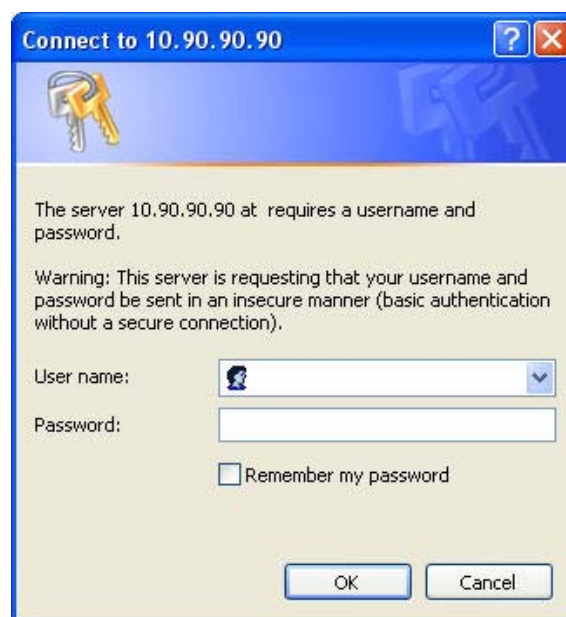 Connect to 10.90.90.90
The server 10.90.90.90 at  requires a username and
password.
Warning: This server is requesting that your username and
password be sent in an insecure manner (basic authentication
without a secure connection).
User name:
Password:
Remember my password
OK
Cancel